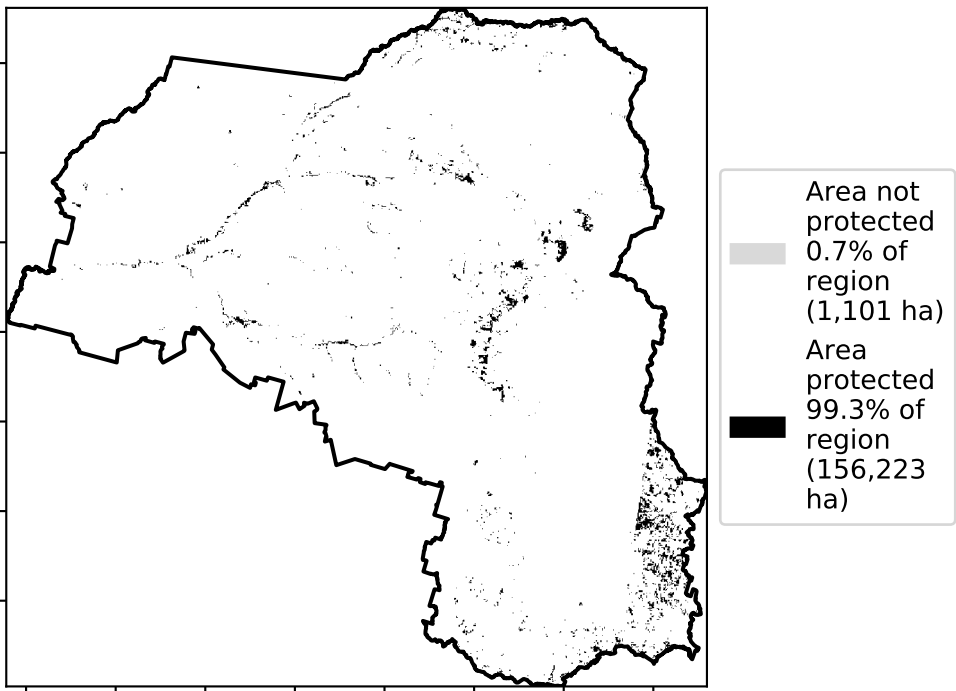 Area not
protected
0.7% of
region
(1,101 ha)
Area
protected
99.3% of
region
(156,223
ha)